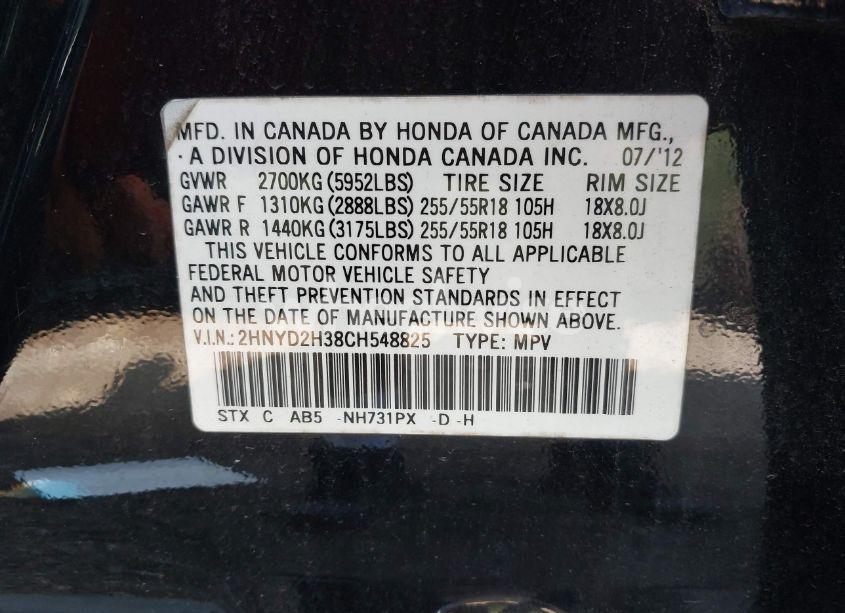 MFD. IN CANADA BY HONDA OF CANADA MFG.,
A DIVISION OF HONDA CANADA INC. 07/'12
GVWR 2700KG (5952LBS) TIRE SIZE RIM SIZE
GAWR F 1310KG (2888LBS) 255/55R18 105H 18X8.0J
GAWR R 1440KG (3175LBS) 255/55R18 105H 18X8.0J
THIS VEHICLE CONFORMS TO ALL APPLICABLE
FEDERAL MOTOR VEHICLE SAFETY
AND THEFT PREVENTION STANDARDS IN EFFECT
ON THE DATE OF MANUFACTURE SHOWN ABOVE.
V.I.N.: 2HNYD2H38CH548825 TYPE: MPV
STX C AB5 -NH731PX -D -H